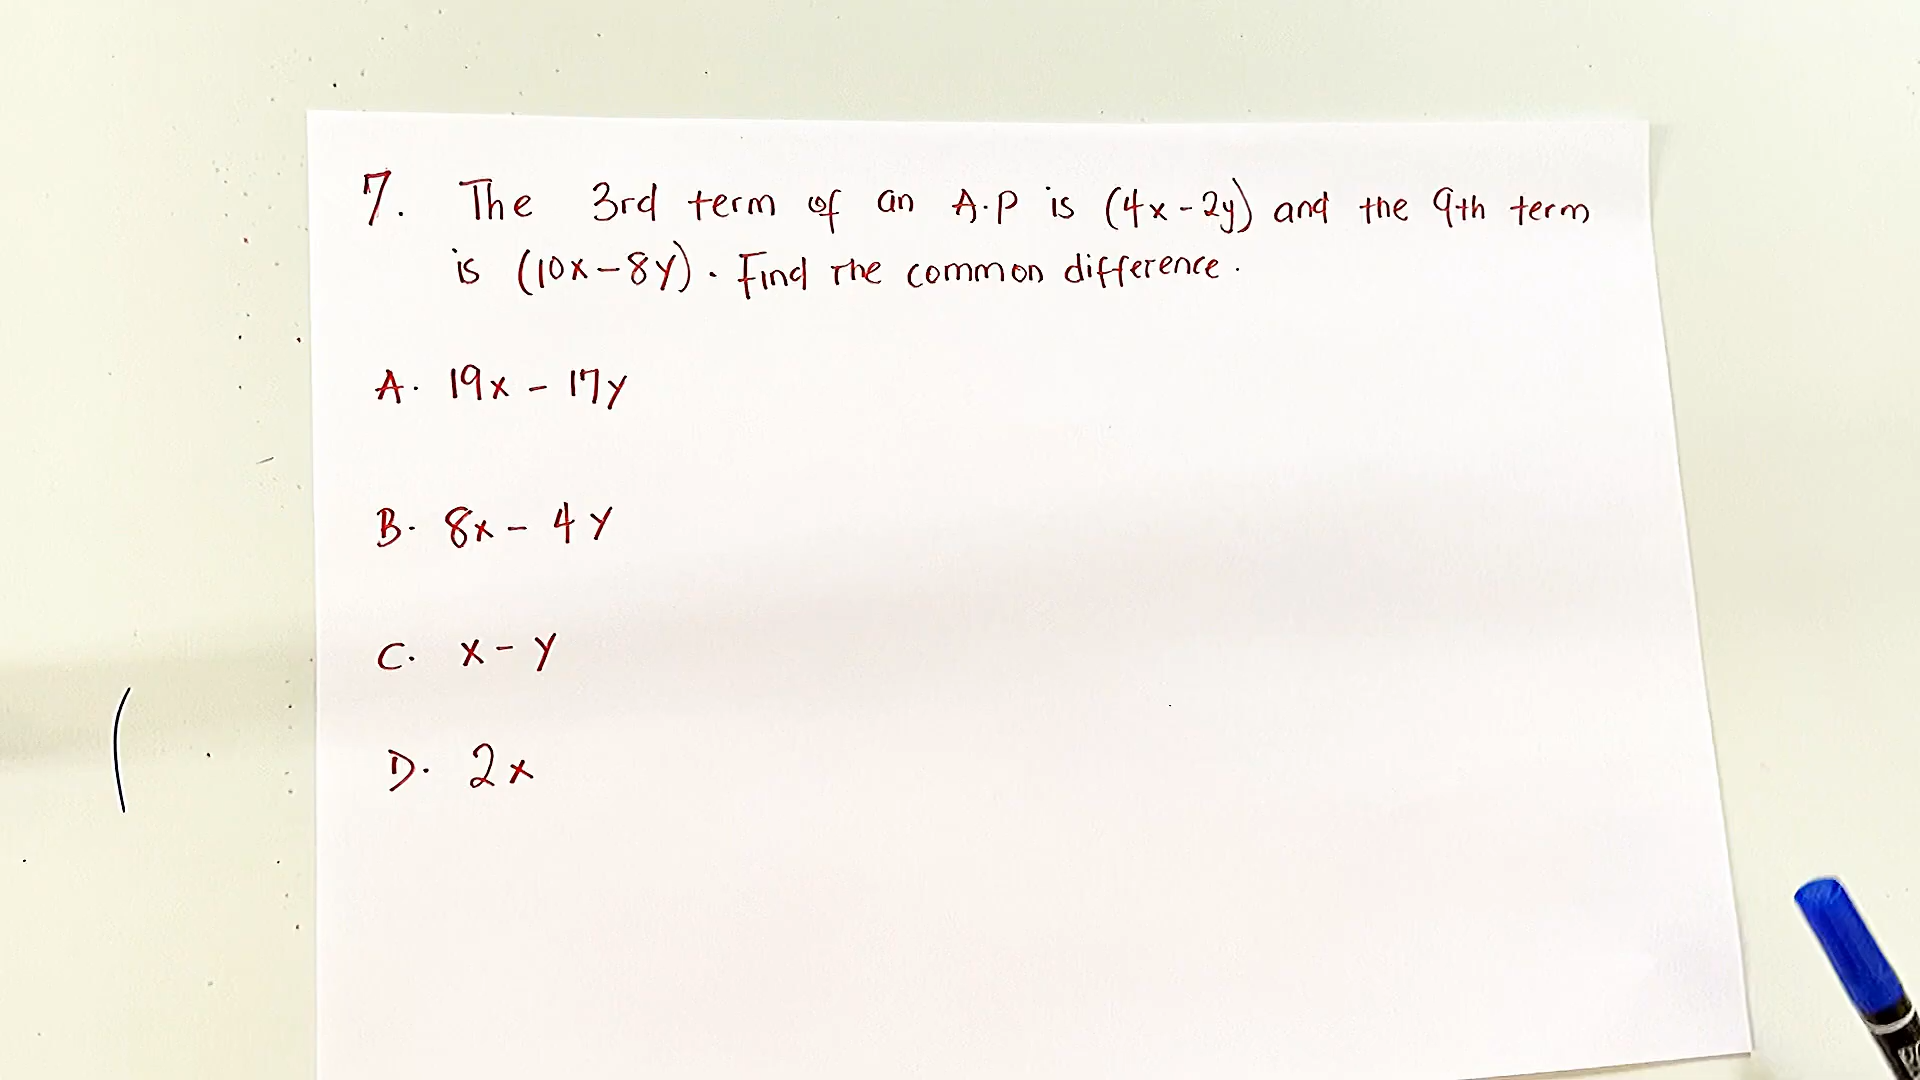 7. The 3rd term of an A.P is (4x - 2y) and the 9th term
is (10x - 8y). Find the common difference.
A. 19x - 17y
B. 8x - 4y
C. x - y
D. 2x